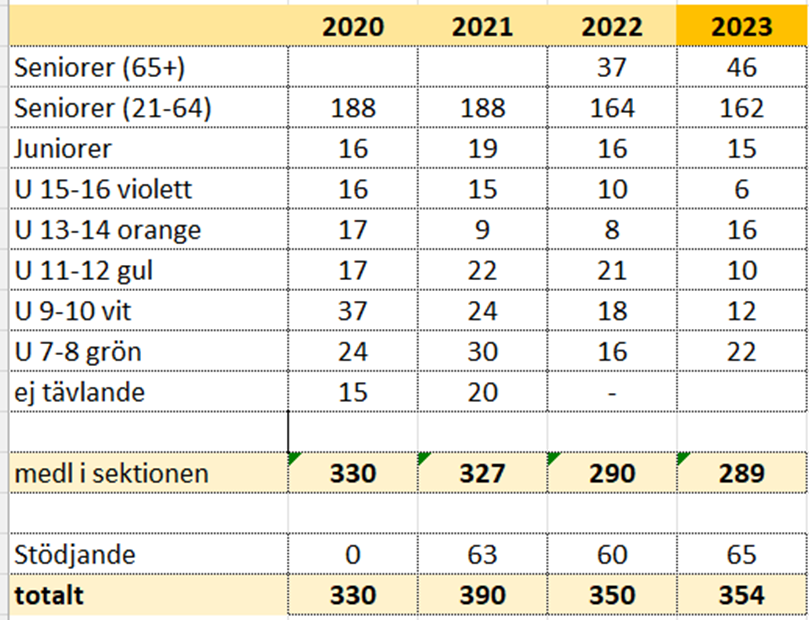 2020 2021 2022 2023
Seniorer (65+) 37 46
Seniorer (21-64) 188 188 164 162
Juniorer 16 19 16 15
U 15-16 violett 16 15 10 6
U 13-14 orange 17 9 8 16
U 11-12 gul 17 22 21 10
U 9-10 vit 37 24 18 12
U 7-8 grön 24 30 16 22
ej tävlande 15 20 -
medl i sektionen 330 327 290 289
Stödjande 0 63 60 65
totalt 330 390 350 354